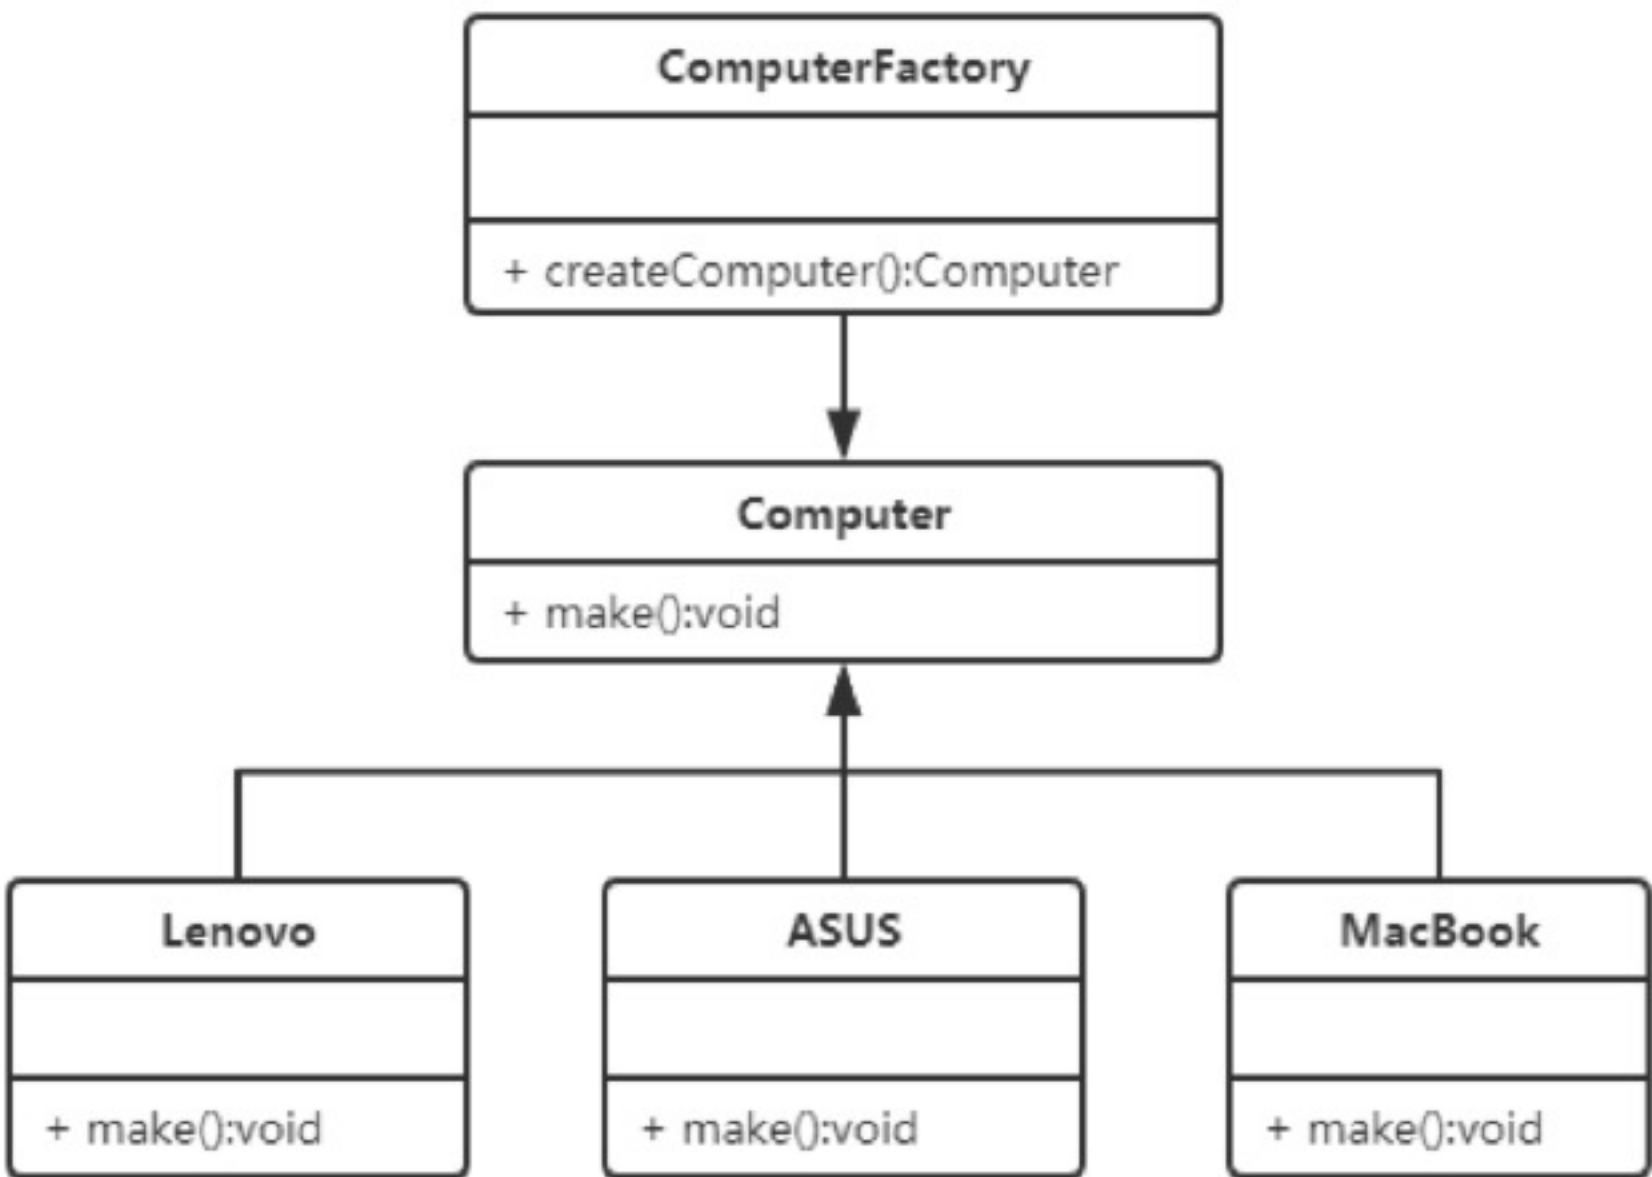 ComputerFactory
+ createComputer():Computer
Computer
+ make():void
Lenovo
ASUS
MacBook
+ make():void
+ make():void
+ make():void